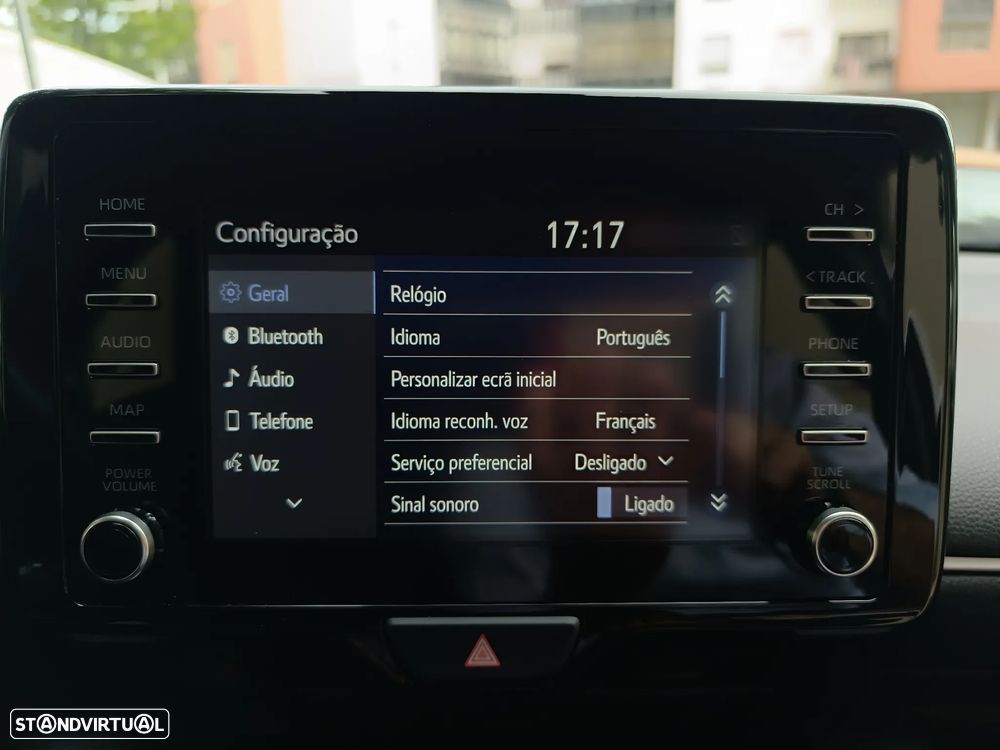 HOME
MENU
AUDIO
MAP
POWER
VOLUME
Configuração 17:17
Geral
Bluetooth
Áudio
Telefone
Voz
Relógio
Idioma Português
Personalizar ecrã inicial
Idioma reconh. voz Français
Serviço preferencial Desligado
Sinal sonoro Ligado
CH >
< TRACK
PHONE
SETUP
TUNE
SCROLL
STANDVIRTUAL